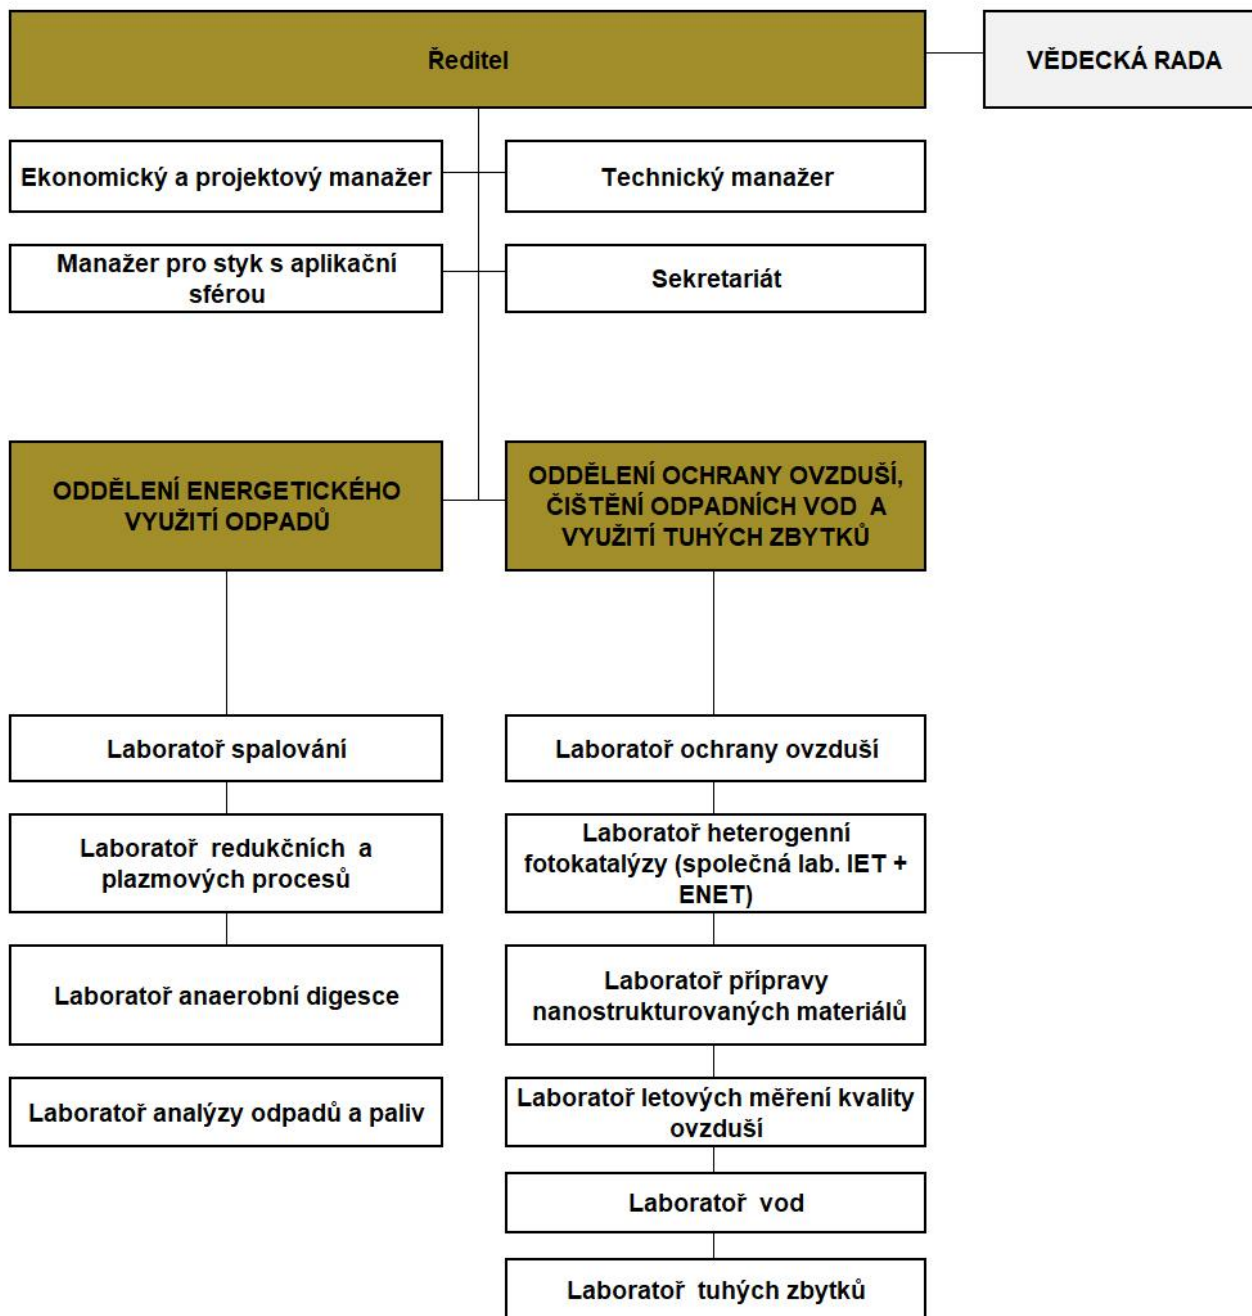 Ředitel
VĚDECKÁ RADA
Ekonomický a projektový manažer
Technický manažer
Manažer pro styk s aplikační
sférou
Sekretariát
ODDĚLENÍ ENERGETICKÉHO
VYUŽITÍ ODPADŮ
ODDĚLENÍ OCHRANY OVZDUŠÍ,
ČIŠTĚNÍ ODPADNÍCH VOD A
VYUŽITÍ TUHÝCH ZBYTKŮ
Laboratoř spalování
Laboratoř redukčních a
plazmových procesů
Laboratoř anaerobní digesce
Laboratoř analýzy odpadů a paliv
Laboratoř ochrany ovzduší
Laboratoř heterogenní
fotokatalýzy (společná lab. IET +
ENET)
Laboratoř přípravy
nanostrukturovaných materiálů
Laboratoř letových měření kvality
ovzduší
Laboratoř vod
Laboratoř tuhých zbytků